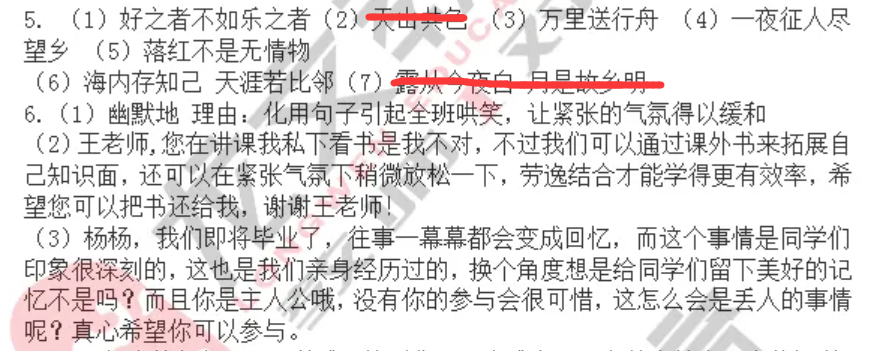 5.（1）好之者不如乐之者（2）天山共色（3）万里送行舟（4）一夜征人尽
望乡（5）落红不是无情物
（6）海内存知己 天涯若比邻（7）露从今夜白 月是故乡明
6.（1）幽默地 理由：化用句子引起全班哄笑，让紧张的气氛得以缓和
（2）王老师,您在讲课我私下看书是我不对，不过我们可以通过课外书来拓展自
己知识面，还可以在紧张气氛下稍微放松一下，劳逸结合才能学得更有效率，希
望您可以把书还给我，谢谢王老师！
（3）杨杨，我们即将毕业了，往事一幕幕都会变成回忆，而这个事情是同学们
印象很深刻的，这也是我们亲身经历过的，换个角度想是给同学们留下美好的记
忆不是吗？而且你是主人公哦，没有你的参与会很可惜，这怎么会是丢人的事情
呢？真心希望你可以参与。